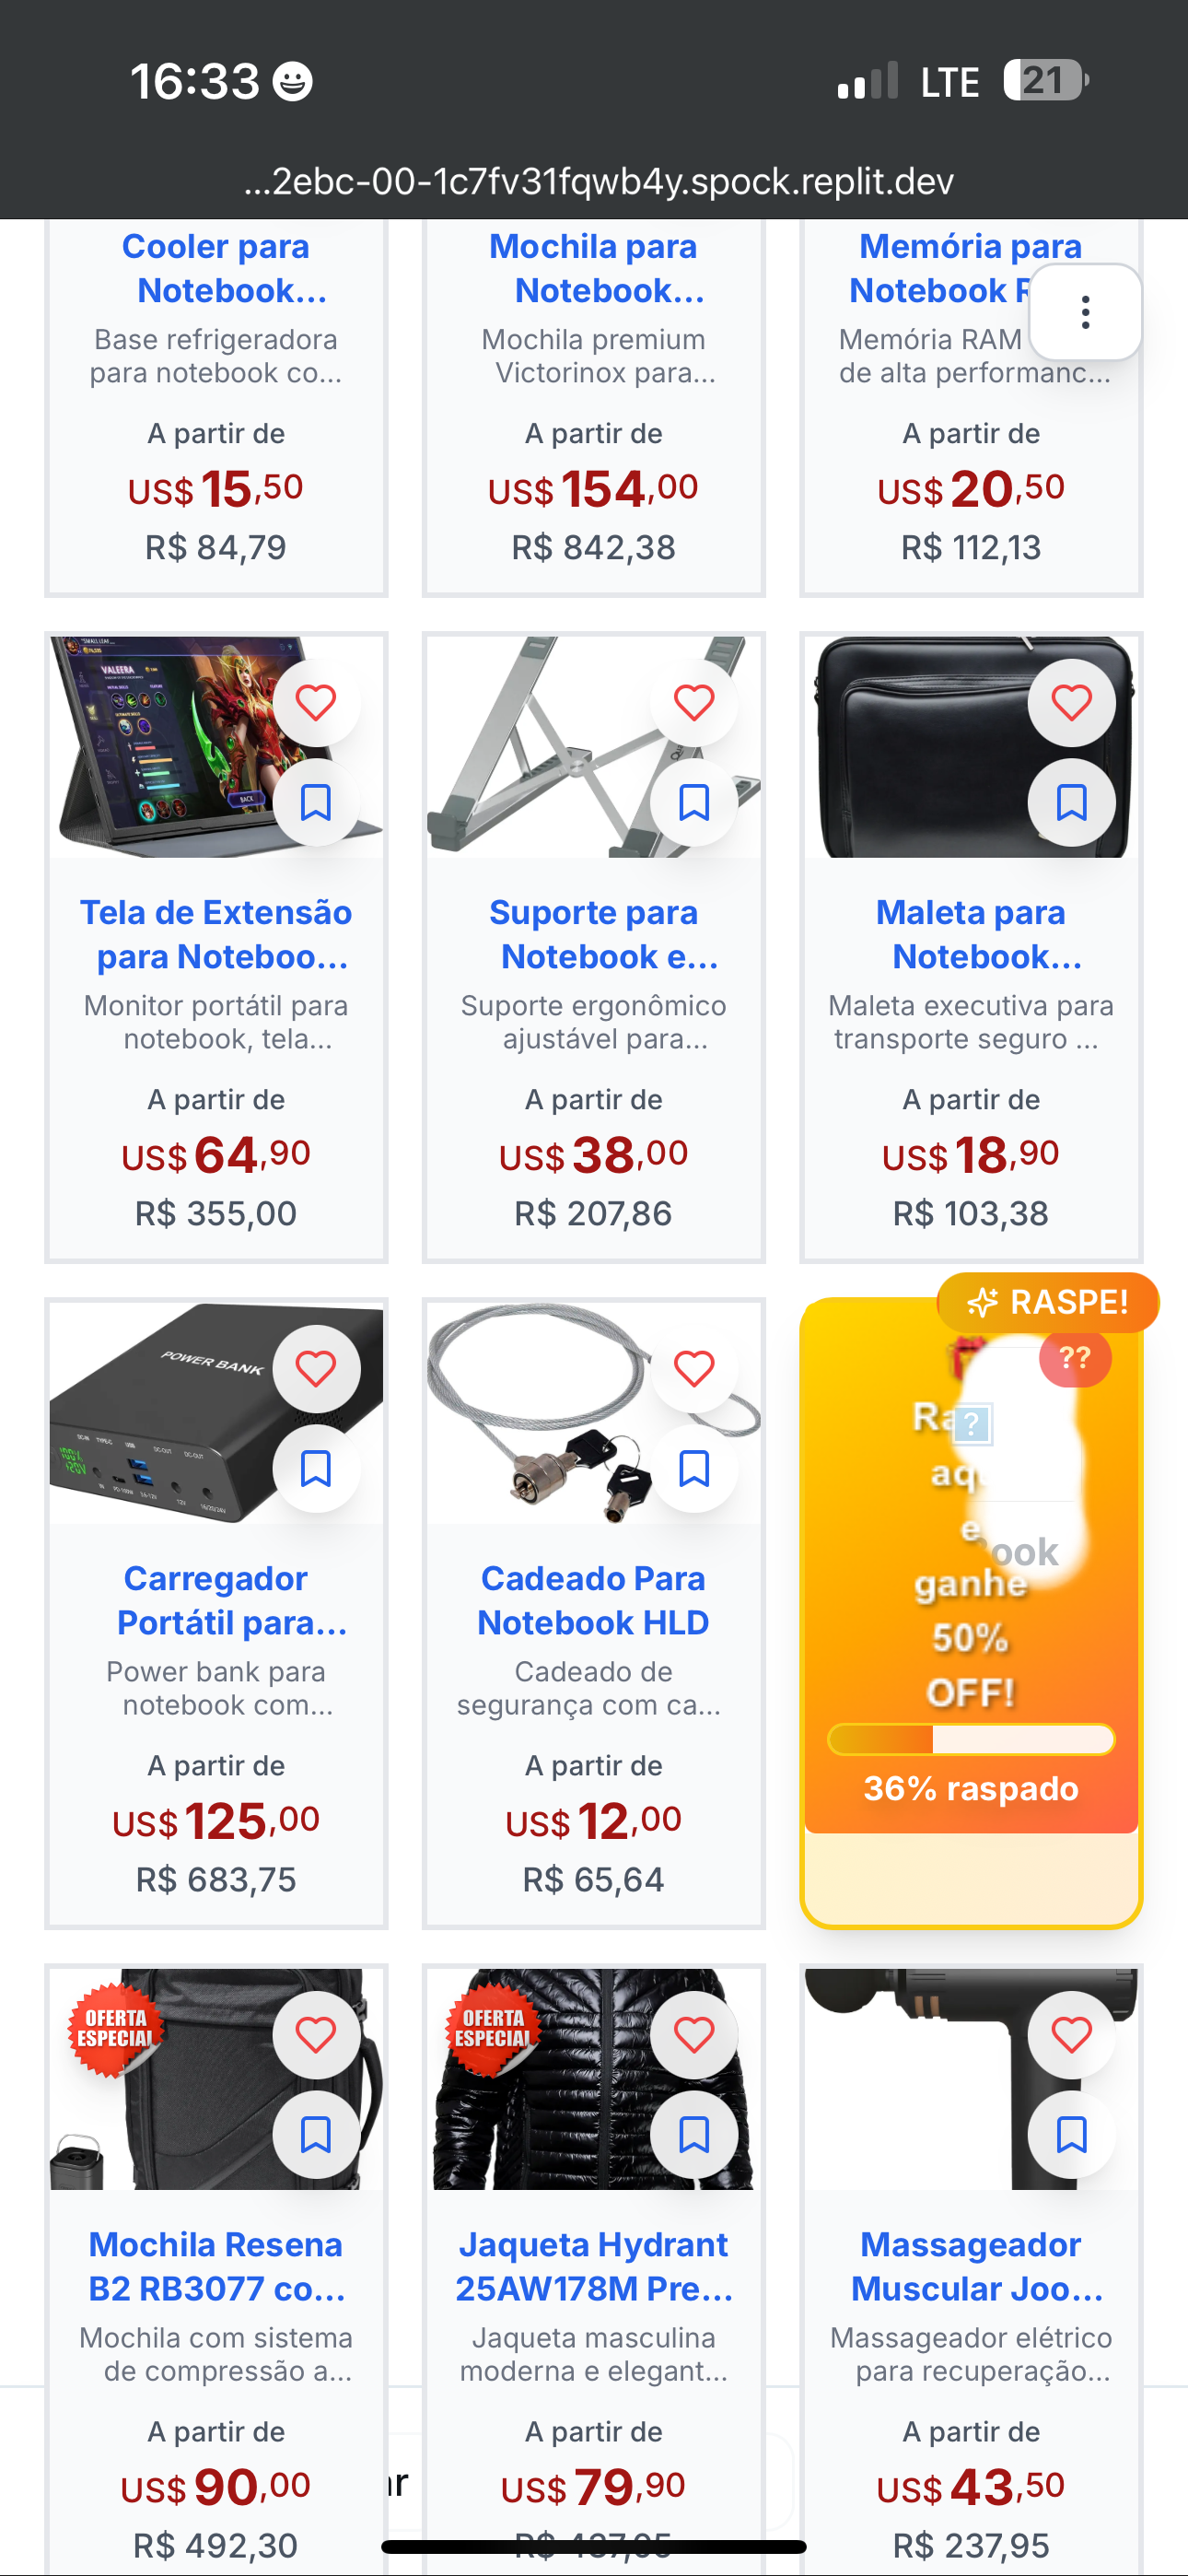 16:33
LTE
21
...2ebc-00-1c7fv31fqwb4y.spock.replit.dev
Cooler para
Notebook...
Base refrigeradora
para notebook co...
A partir de
US$ 15,50
R$ 84,79
Mochila para
Notebook...
Mochila premium
Victorinox para...
A partir de
US$ 154,00
R$ 842,38
Memória para
Notebook
Memória RAM
de alta performanc...
A partir de
US$ 20,50
R$ 112,13
VALEERA
BACK
Tela de Extensão
para Noteboo...
Monitor portátil para
notebook, tela...
A partir de
US$ 64,90
R$ 355,00
Suporte para
Notebook e...
Suporte ergonômico
ajustável para...
A partir de
US$ 38,00
R$ 207,86
Maleta para
Notebook...
Maleta executiva para
transporte seguro ...
A partir de
US$ 18,90
R$ 103,38
POWER BANK
Carregador
Portátil para...
Power bank para
notebook com...
A partir de
US$ 125,00
R$ 683,75
Cadeado Para
Notebook HLD
Cadeado de
segurança com ca...
A partir de
US$ 12,00
R$ 65,64
RASPE!
??
?
Ra
aq
e
ook
ganhe
50%
OFF!
36% raspado
OFERTA
ESPECIAL
Mochila Resena
B2 RB3077 co...
Mochila com sistema
de compressão a...
A partir de
US$ 90,00
R$ 492,30
OFERTA
ESPECIAL
Jaqueta Hydrant
25AW178M Pre...
Jaqueta masculina
moderna e elegant...
A partir de
US$ 79,90
R$ 437,05
Massageador
Muscular Joo...
Massageador elétrico
para recuperação...
A partir de
US$ 43,50
R$ 237,95